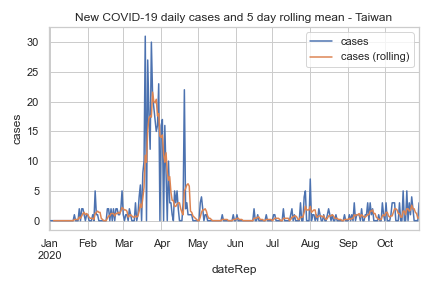 New COVID-19 daily cases and 5 day rolling mean - Taiwan
cases
cases (rolling)
30
25
20
15
10
5
0
cases
Jan Feb Mar Apr May Jun Jul Aug Sep Oct
2020
dateRep